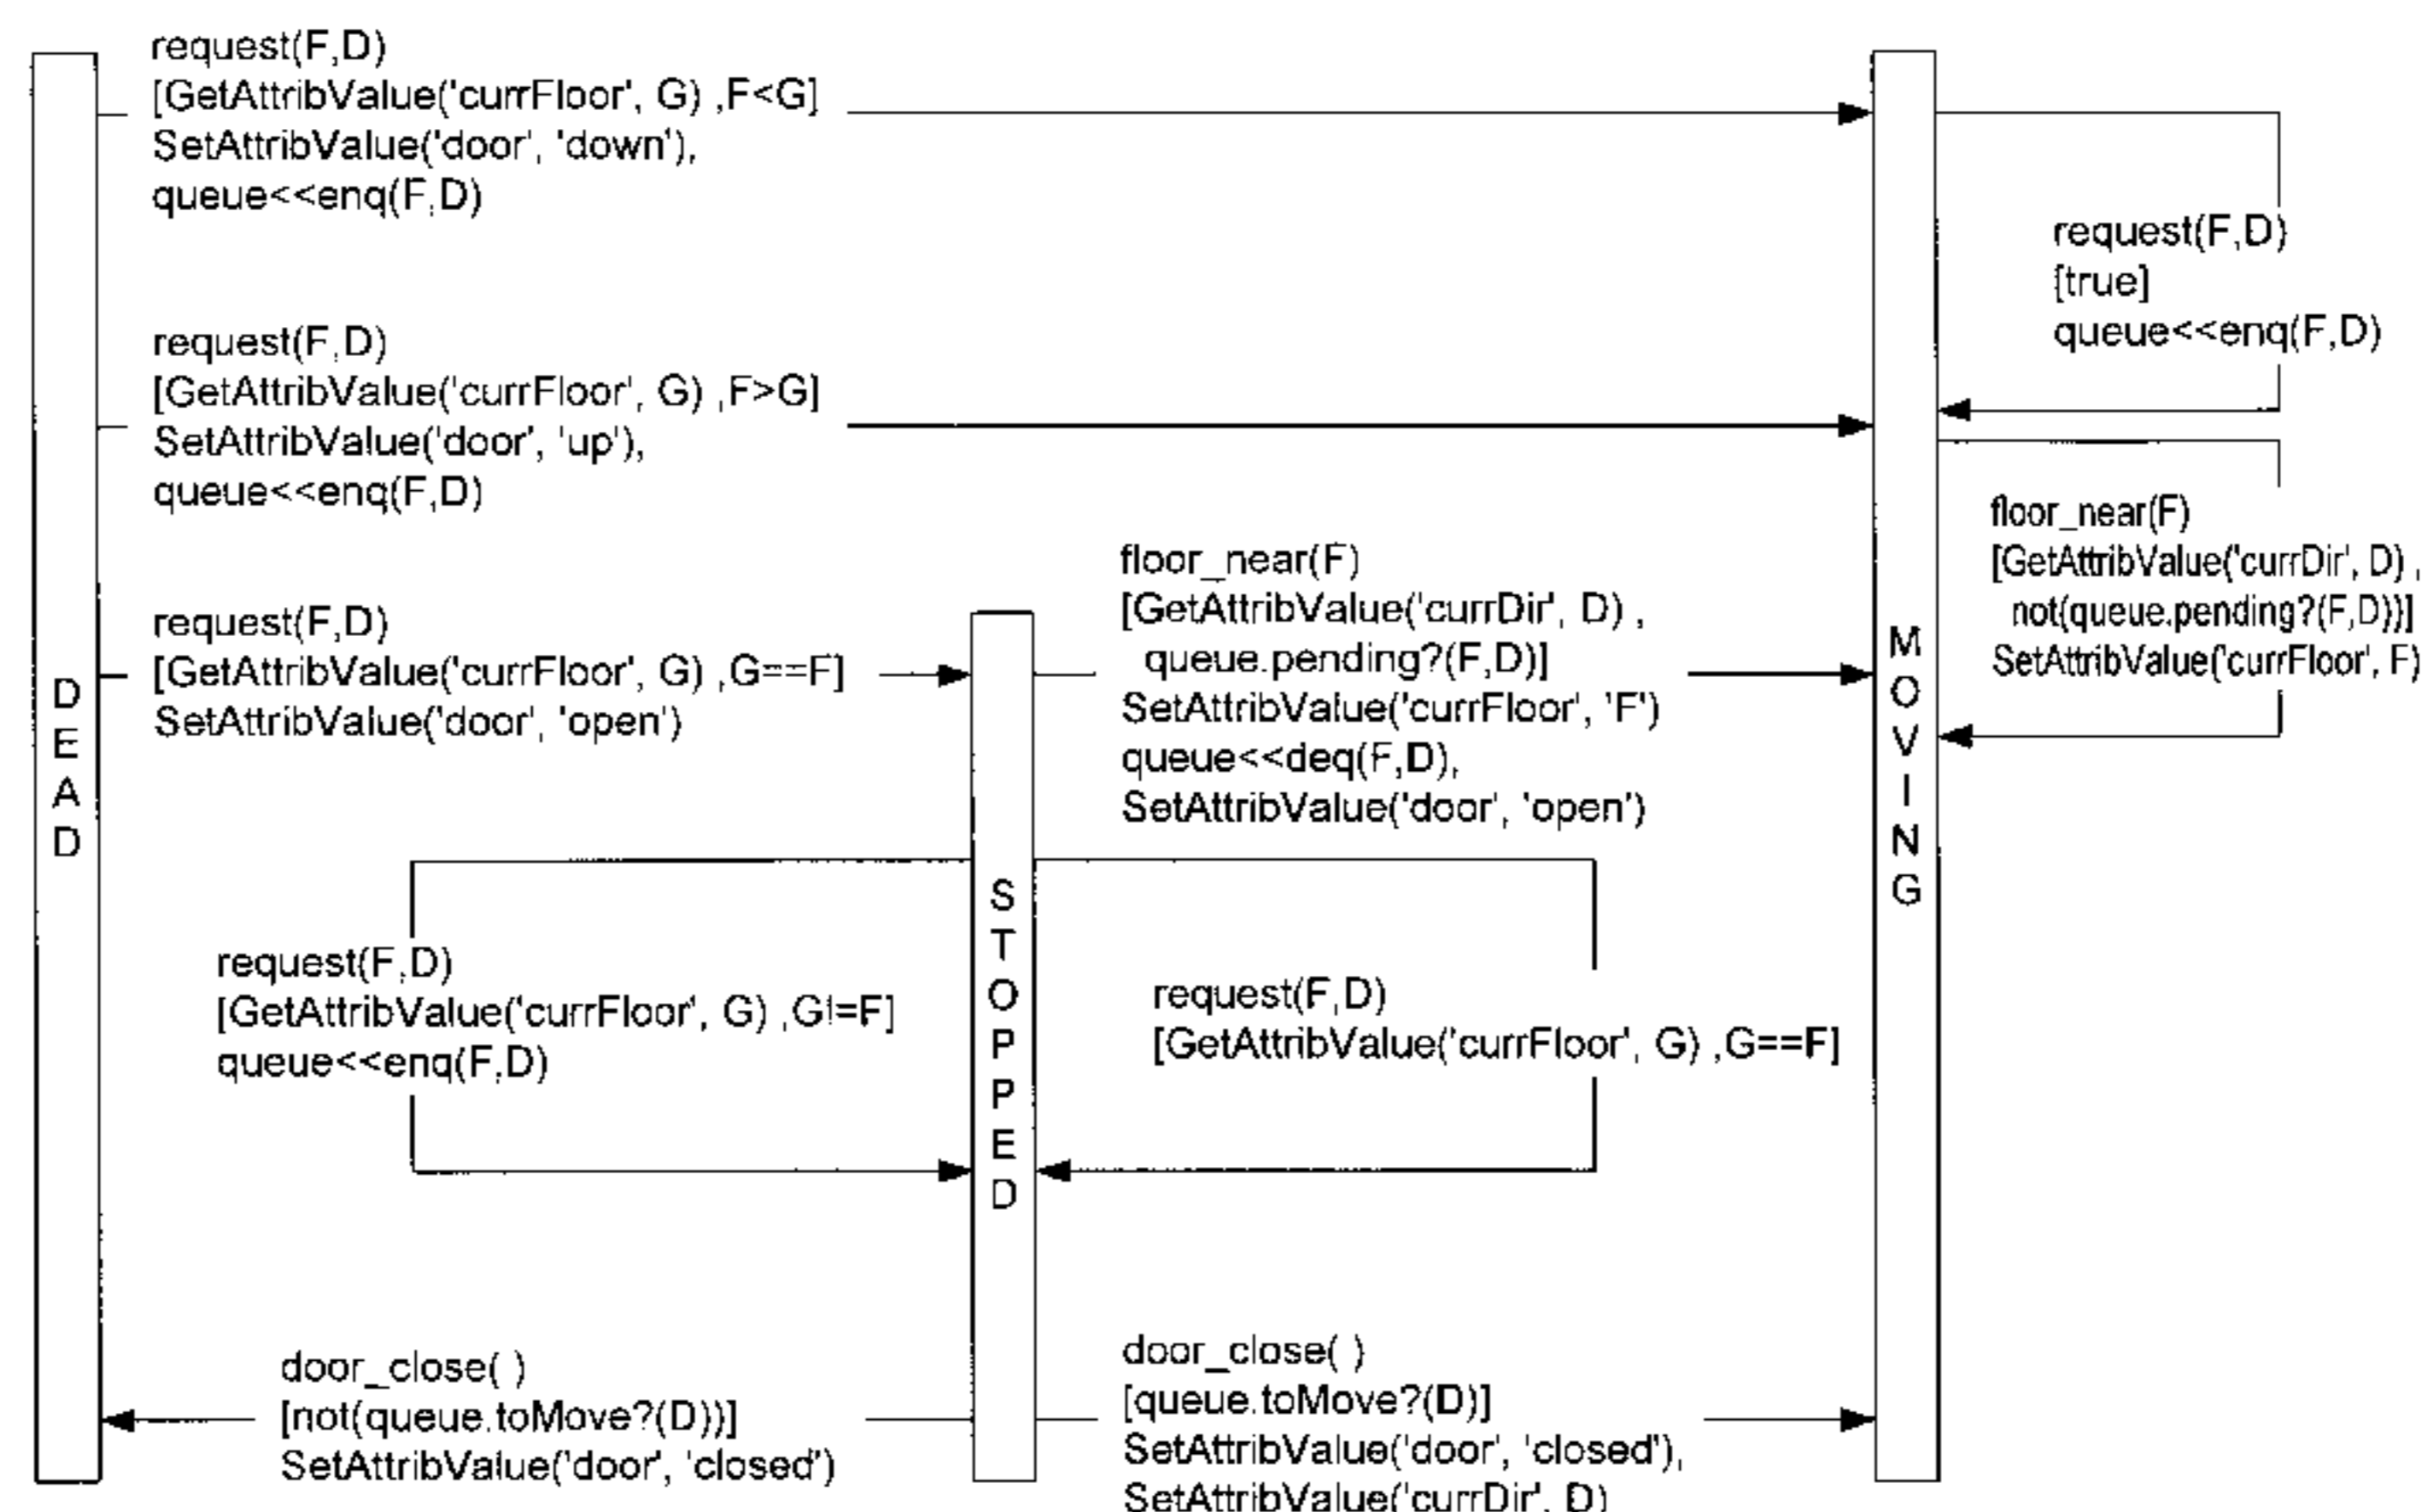 request(F,D)
[GetAttribValue('currFloor', G) ,F<G]
SetAttribValue('door', 'down'),
queue<<enq(F,D)
request(F,D)
[true]
queue<<enq(F,D)
request(F,D)
[GetAttribValue('currFloor', G) ,F>G]
SetAttribValue('door', 'up'),
queue<<enq(F,D)
floor_near(F)
[GetAttribValue('currDir', D) ,
not(queue.pending?(F,D))]
SetAttribValue('currFloor', F)
request(F,D)
[GetAttribValue('currFloor', G) ,G==F]
SetAttribValue('door', 'open')
floor_near(F)
[GetAttribValue('currDir', D) ,
queue.pending?(F,D)]
SetAttribValue('currFloor', 'F')
queue<<deq(F,D),
SetAttribValue('door', 'open')
DEAD
STOPPED
MOVING
request(F,D)
[GetAttribValue('currFloor', G) ,G!=F]
queue<<enq(F,D)
request(F,D)
[GetAttribValue('currFloor', G) ,G==F]
door_close( )
[not(queue.toMove?(D))]
SetAttribValue('door', 'closed')
door_close( )
[queue.toMove?(D)]
SetAttribValue('door', 'closed'),
SetAttribValue('currDir', D)